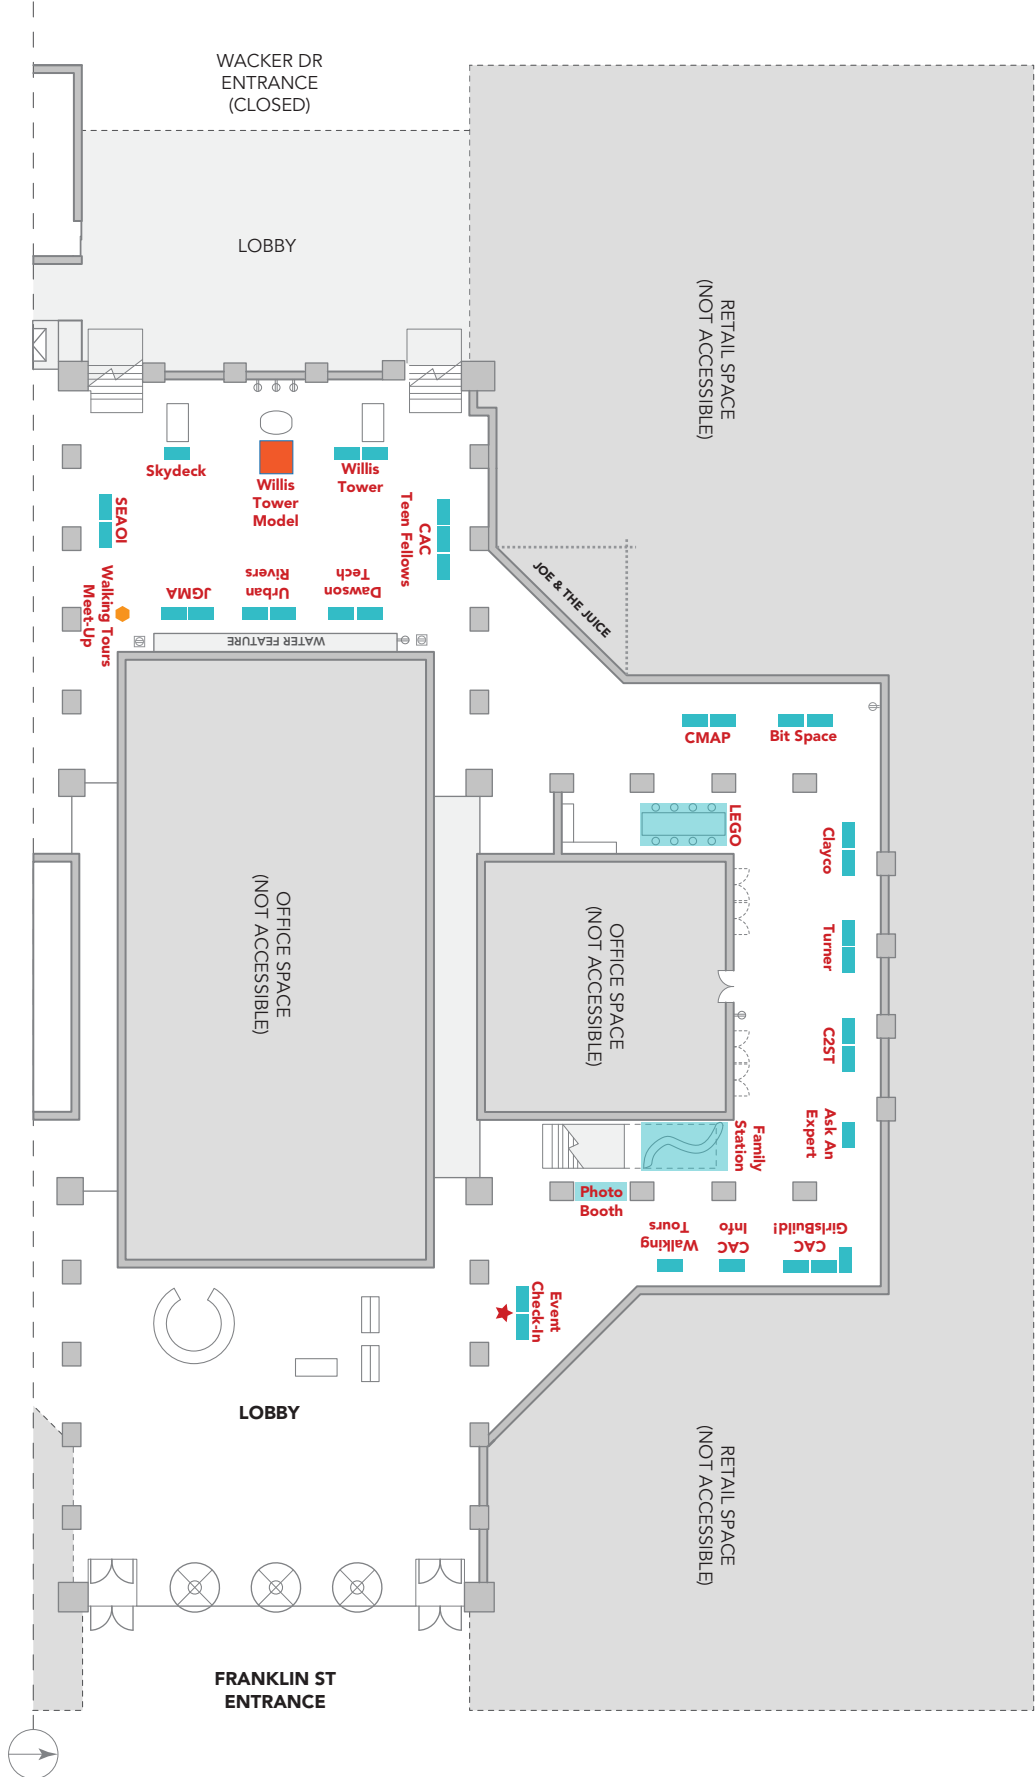 WACKER DR
ENTRANCE
(CLOSED)
LOBBY
RETAIL SPACE
(NOT ACCESSIBLE)
Skydeck
Willis
Tower
Model
Willis
Tower
CAC
Teen Fellows
SEAOI
Walking Tours
Meet-Up
JGMA
Urban
Rivers
Dawson
Tech
WATER FEATURE
JOE & THE JUICE
CMAP
Bit Space
LEGO
Clayco
Turner
C2ST
Ask An
Expert
OFFICE SPACE
(NOT ACCESSIBLE)
OFFICE SPACE
(NOT ACCESSIBLE)
Family
Station
Photo
Booth
Walking
Tours
CAC
Info
CAC
GirlsBuild!
Event
Check-In
LOBBY
RETAIL SPACE
(NOT ACCESSIBLE)
FRANKLIN ST
ENTRANCE